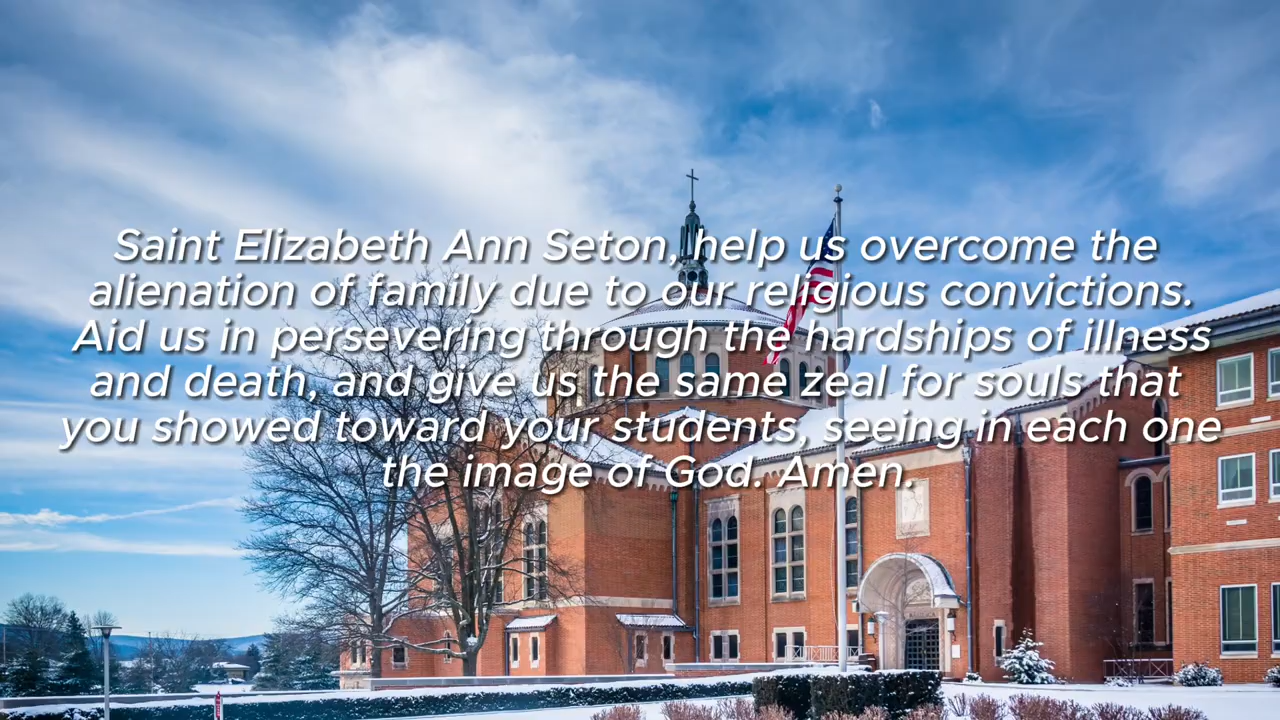 Saint Elizabeth Ann Seton, help us overcome the
alienation of family due to our religious convictions.
Aid us in persevering through the hardships of illness
and death, and give us the same zeal for souls that
you showed toward your students, seeing in each one
the image of God. Amen.